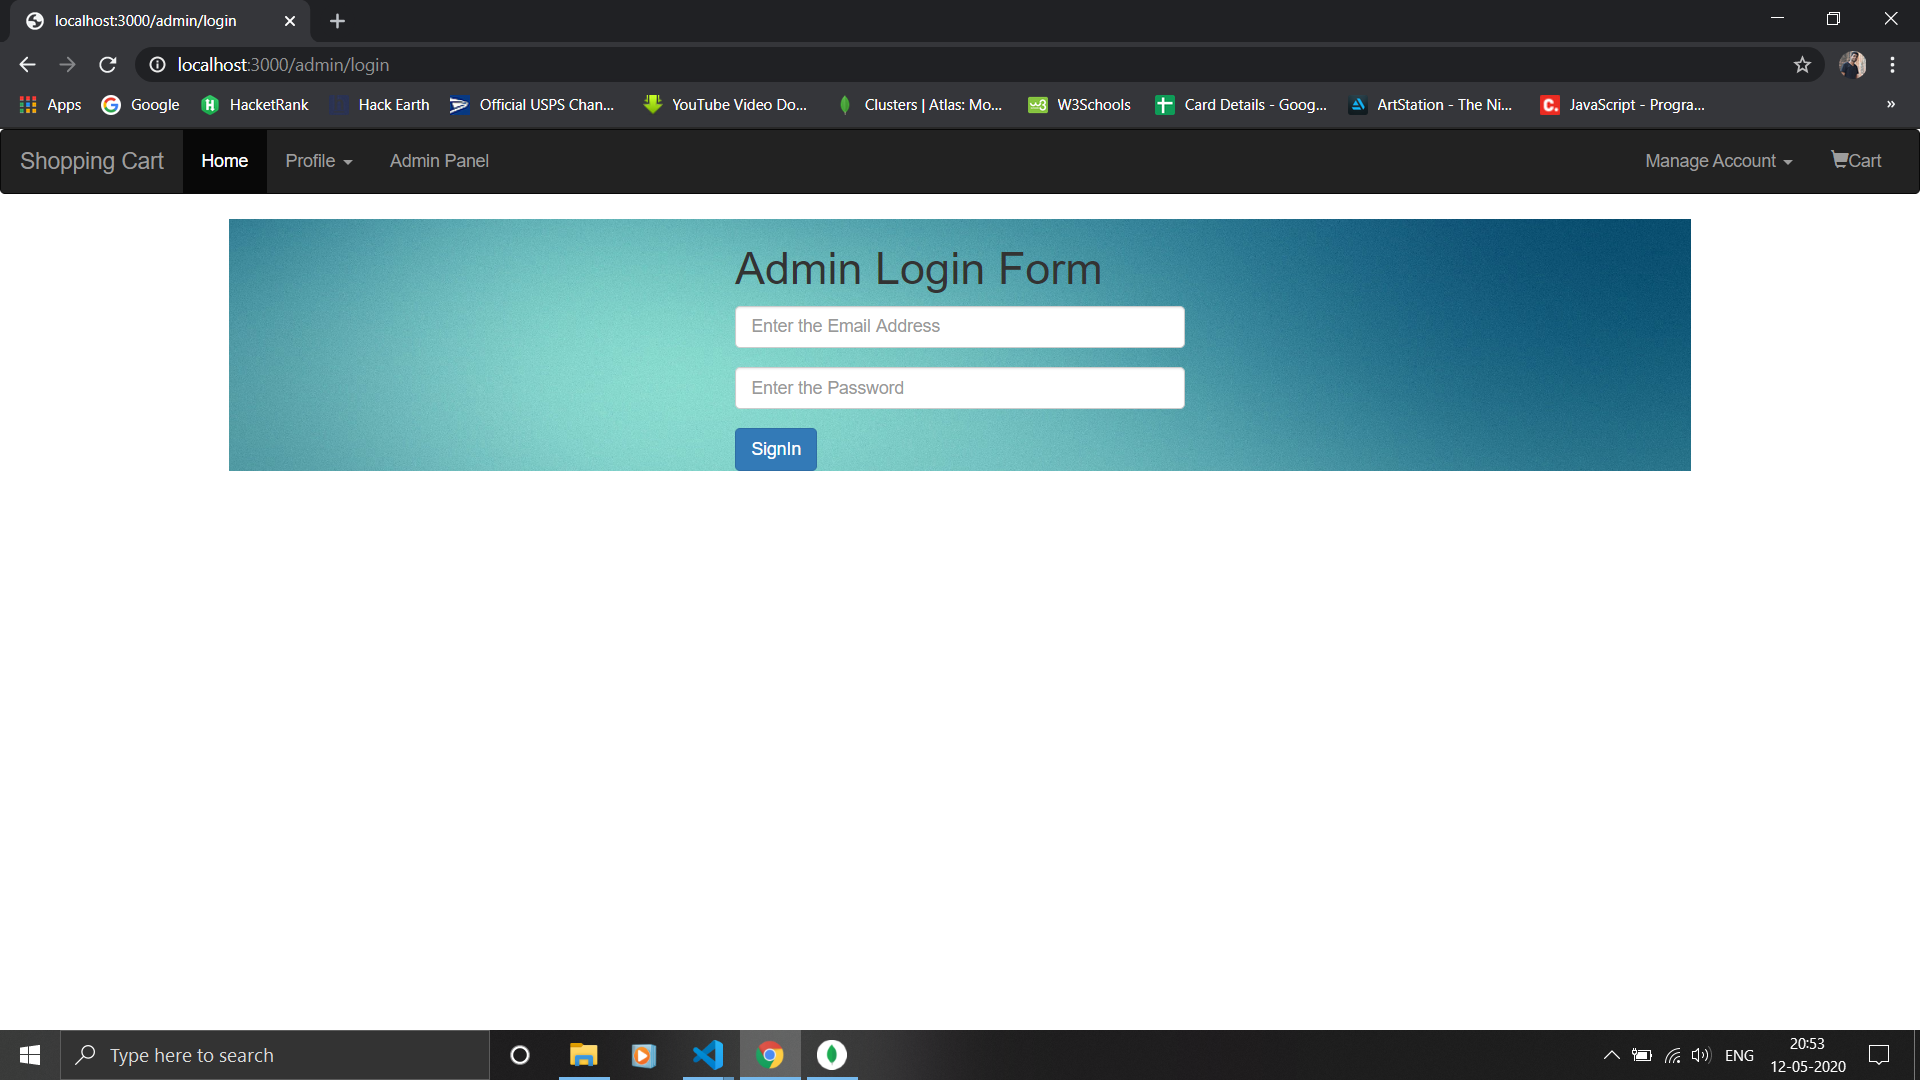 localhost:3000/admin/login
localhost:3000/admin/login
Apps Google HacketRank Hack Earth Official USPS Chan... YouTube Video Do... Clusters | Atlas: Mo... W3Schools Card Details - Goog... ArtStation - The Ni... JavaScript - Progra... »
Shopping Cart Home Profile Admin Panel Manage Account Cart
Admin Login Form
Enter the Email Address
Enter the Password
SignIn
Type here to search
ENG
20:53
12-05-2020